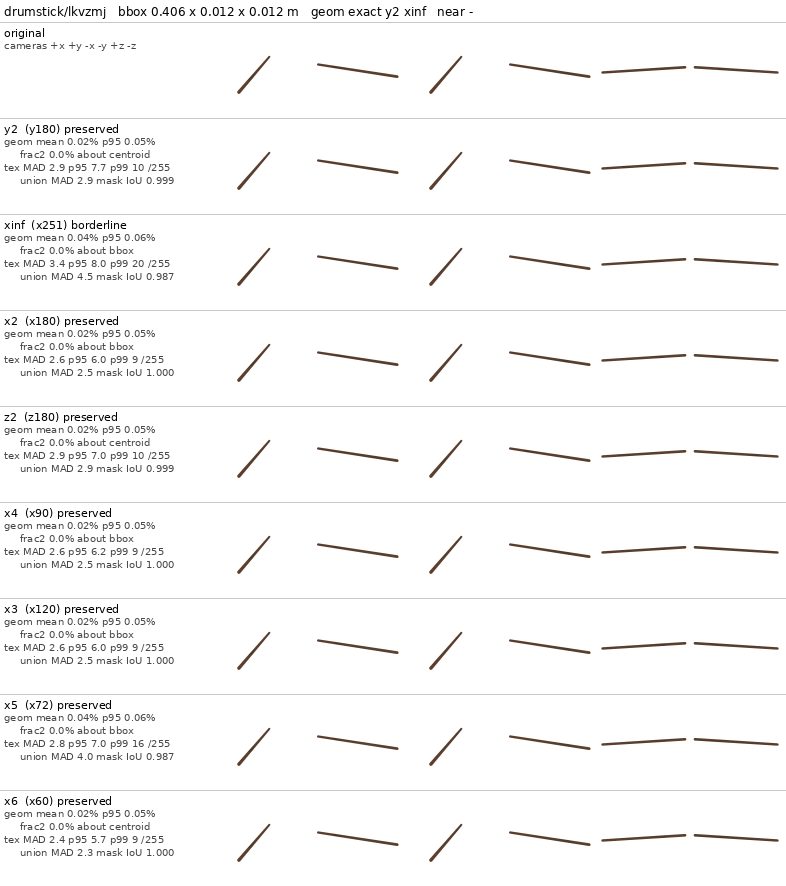 drumstick/lkvzmj   bbox 0.406 x 0.012 x 0.012 m   geom exact y2 xinf   near -
original
cameras +x +y -x -y +z -z
y2  (y180) preserved
geom mean 0.02% p95 0.05%
frac2 0.0% about centroid
tex MAD 2.9 p95 7.7 p99 10 /255
union MAD 2.9 mask IoU 0.999
xinf  (x251) borderline
geom mean 0.04% p95 0.06%
frac2 0.0% about bbox
tex MAD 3.4 p95 8.0 p99 20 /255
union MAD 4.5 mask IoU 0.987
x2  (x180) preserved
geom mean 0.02% p95 0.05%
frac2 0.0% about bbox
tex MAD 2.6 p95 6.0 p99 9 /255
union MAD 2.5 mask IoU 1.000
z2  (z180) preserved
geom mean 0.02% p95 0.05%
frac2 0.0% about centroid
tex MAD 2.9 p95 7.0 p99 10 /255
union MAD 2.9 mask IoU 0.999
x4  (x90) preserved
geom mean 0.02% p95 0.05%
frac2 0.0% about bbox
tex MAD 2.6 p95 6.2 p99 9 /255
union MAD 2.5 mask IoU 1.000
x3  (x120) preserved
geom mean 0.02% p95 0.05%
frac2 0.0% about bbox
tex MAD 2.6 p95 6.0 p99 9 /255
union MAD 2.5 mask IoU 1.000
x5  (x72) preserved
geom mean 0.04% p95 0.06%
frac2 0.0% about bbox
tex MAD 2.8 p95 7.0 p99 16 /255
union MAD 4.0 mask IoU 0.987
x6  (x60) preserved
geom mean 0.02% p95 0.05%
frac2 0.0% about centroid
tex MAD 2.4 p95 5.7 p99 9 /255
union MAD 2.3 mask IoU 1.000